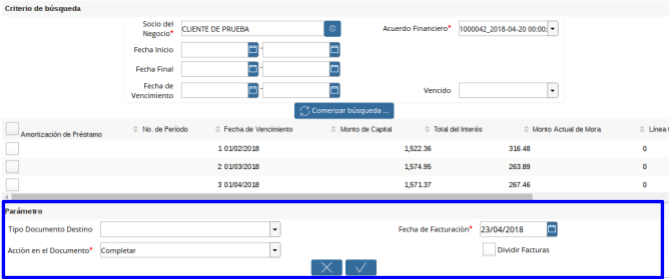 Criterio de búsqueda
Socio del Negocio* CLIENTE DE PRUEBA Acuerdo Financiero* 1000042_2018-04-20 00:00:
Fecha Inicio -
Fecha Final -
Fecha de Vencimiento - Vencido
Comenzar búsqueda ...
Amortización de Préstamo No. de Período Fecha de Vencimiento Monto de Capital Total del Interés Monto Actual de Mora Línea
1 01/02/2018 1,522.36 316.48 0
2 01/03/2018 1,574.95 263.89 0
3 01/04/2018 1,571.37 267.46 0
Parámetro
Tipo Documento Destino Fecha de Facturación* 23/04/2018
Acción en el Documento* Completar Dividir Facturas